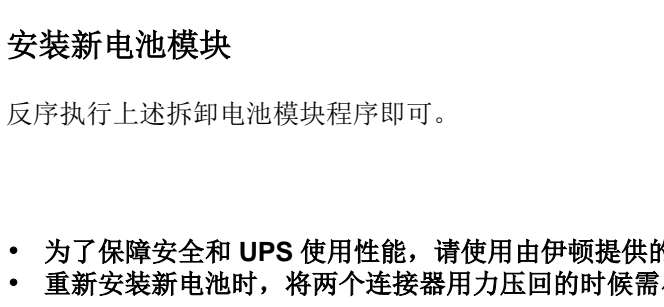 安装新电池模块
反序执行上述拆卸电池模块程序即可。
• 为了保障安全和 UPS 使用性能，请使用由伊顿提供的
• 重新安装新电池时，将两个连接器用力压回的时候需